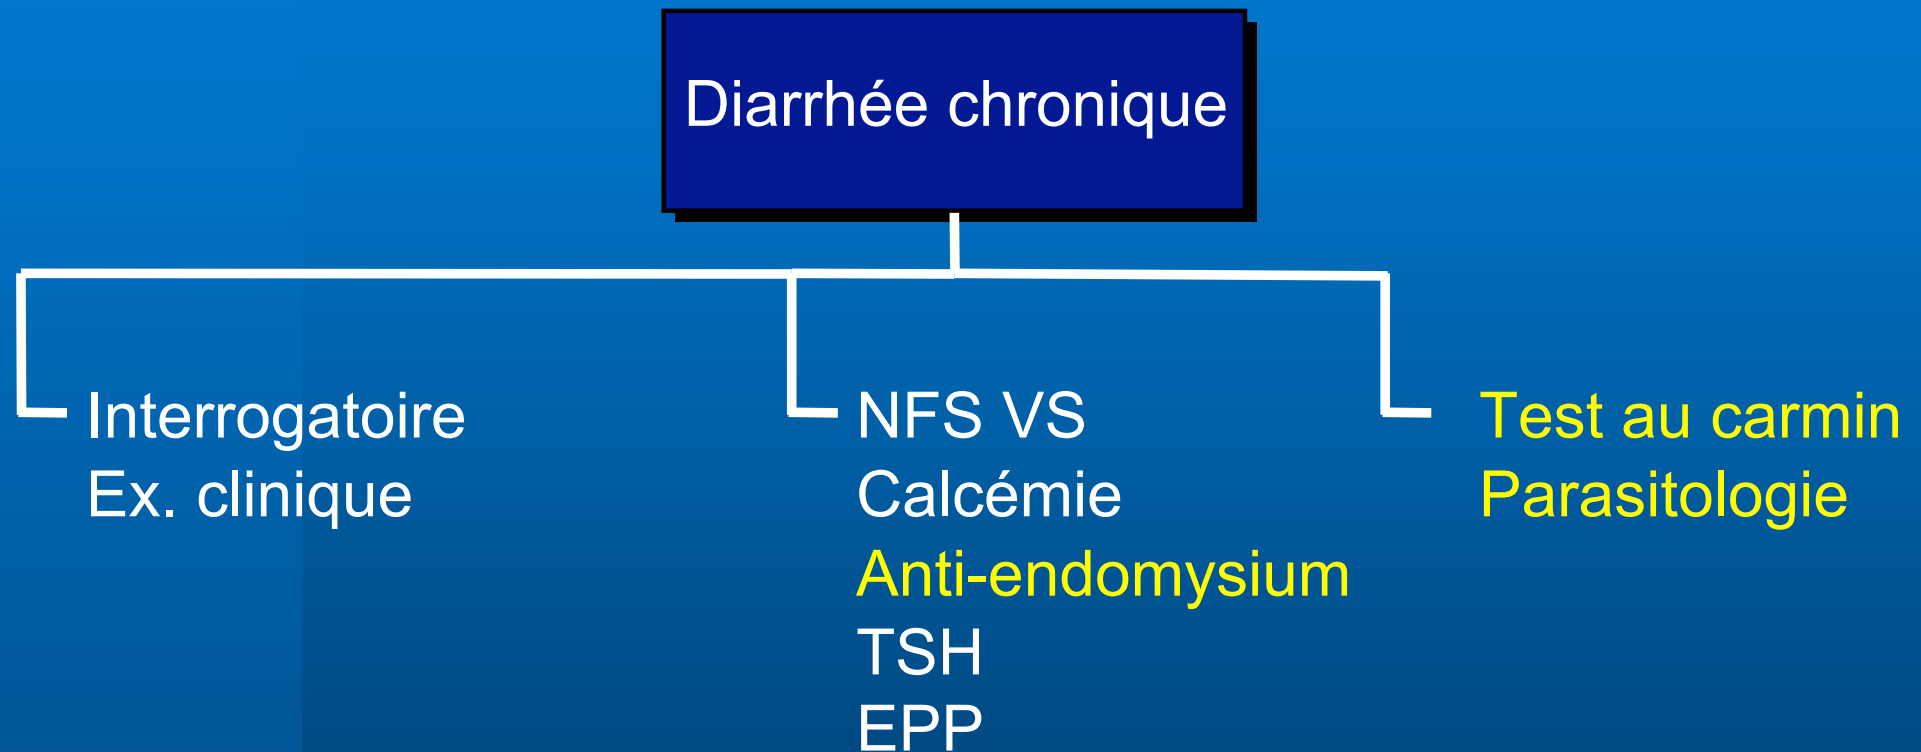 Diarrhée chronique
Interrogatoire
Ex. clinique
NFS VS
Calcémie
Anti-endomysium
TSH
EPP
Test au carmin
Parasitologie